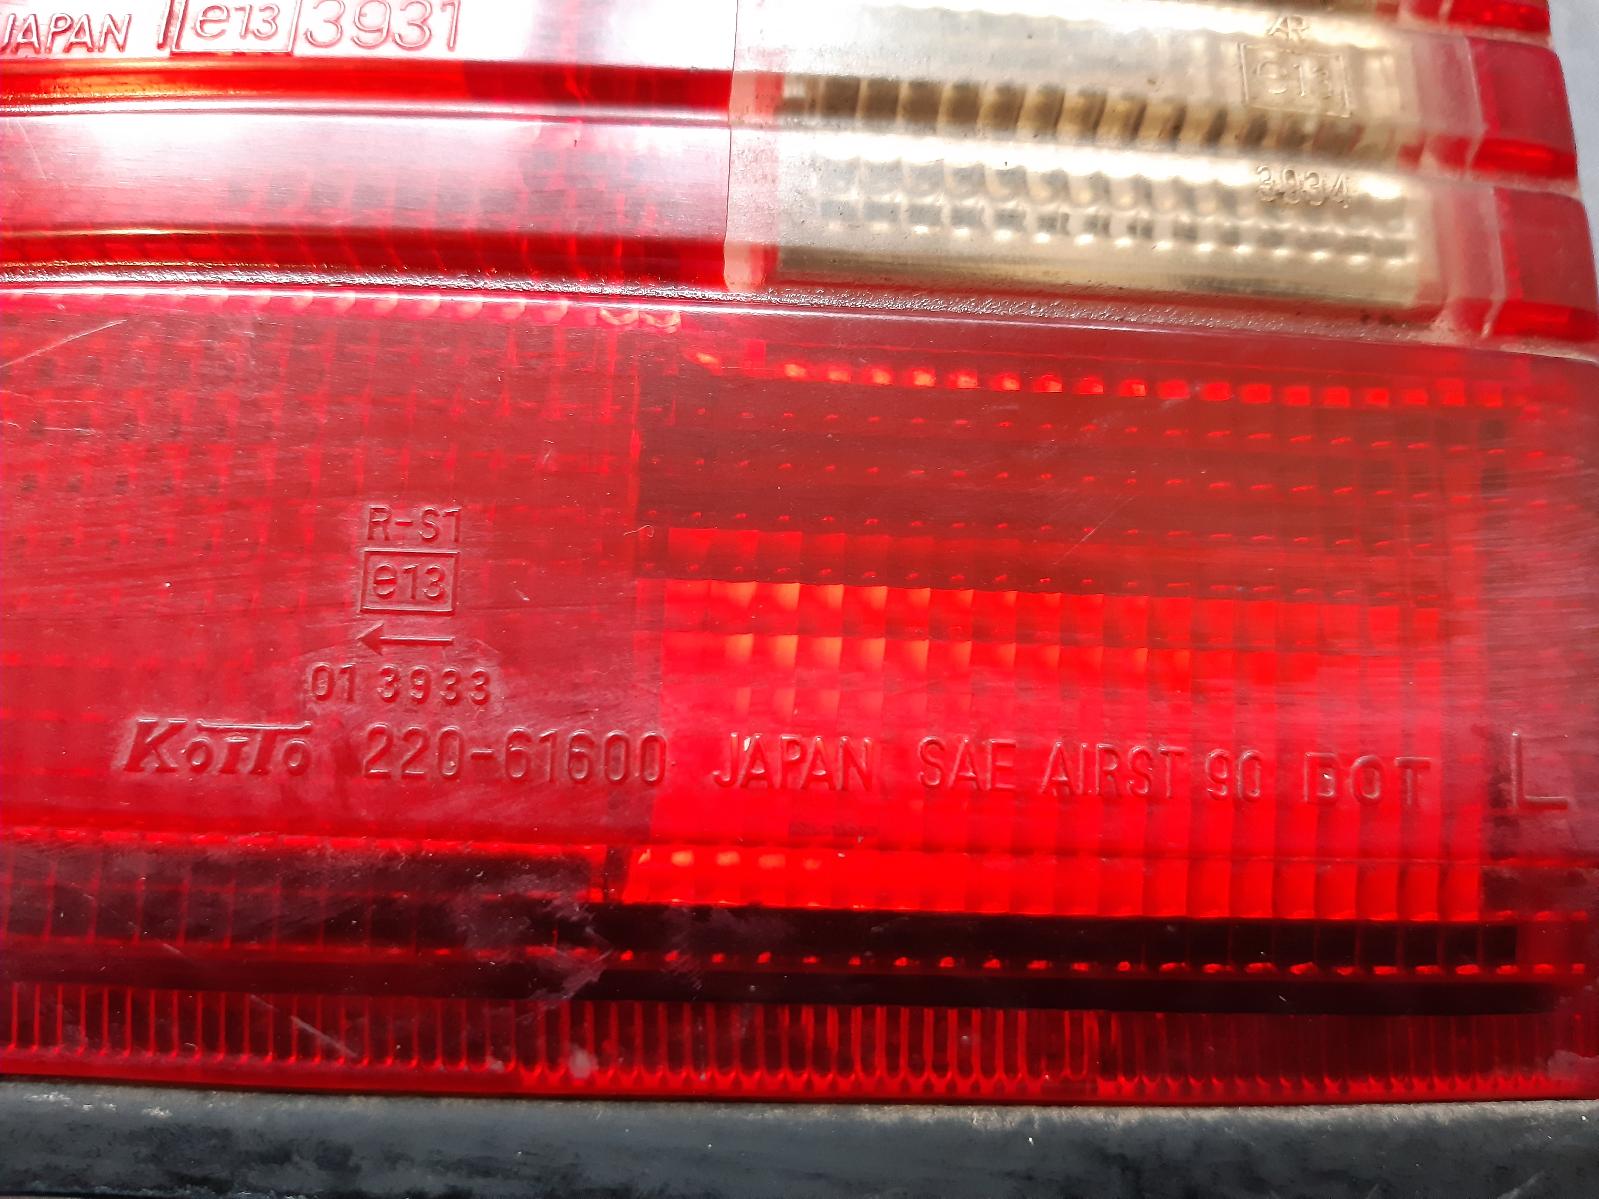 JAPAN e13 3931
AR
e13
3934
R-S1
e13
←
01 3933
KOITO 220-61600 JAPAN SAE AIRST 90 DOT L